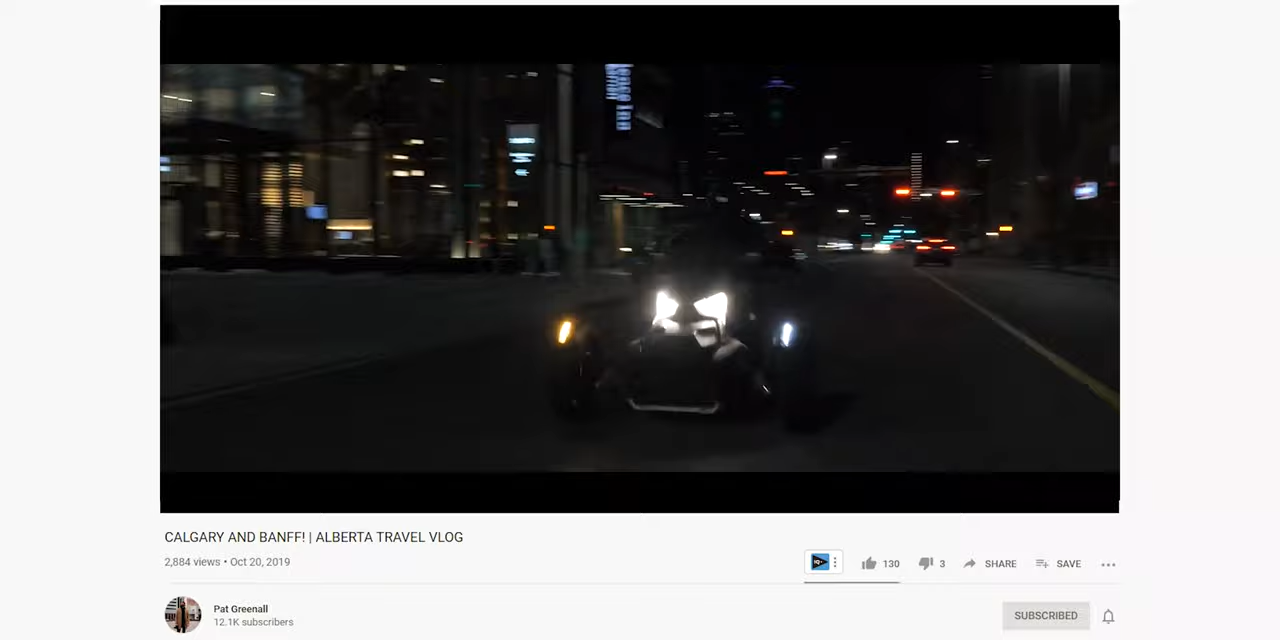 CALGARY AND BANFF! | ALBERTA TRAVEL VLOG
2,884 views • Oct 20, 2019
130
3
SHARE
SAVE
Pat Greenall
12.1K subscribers
SUBSCRIBED